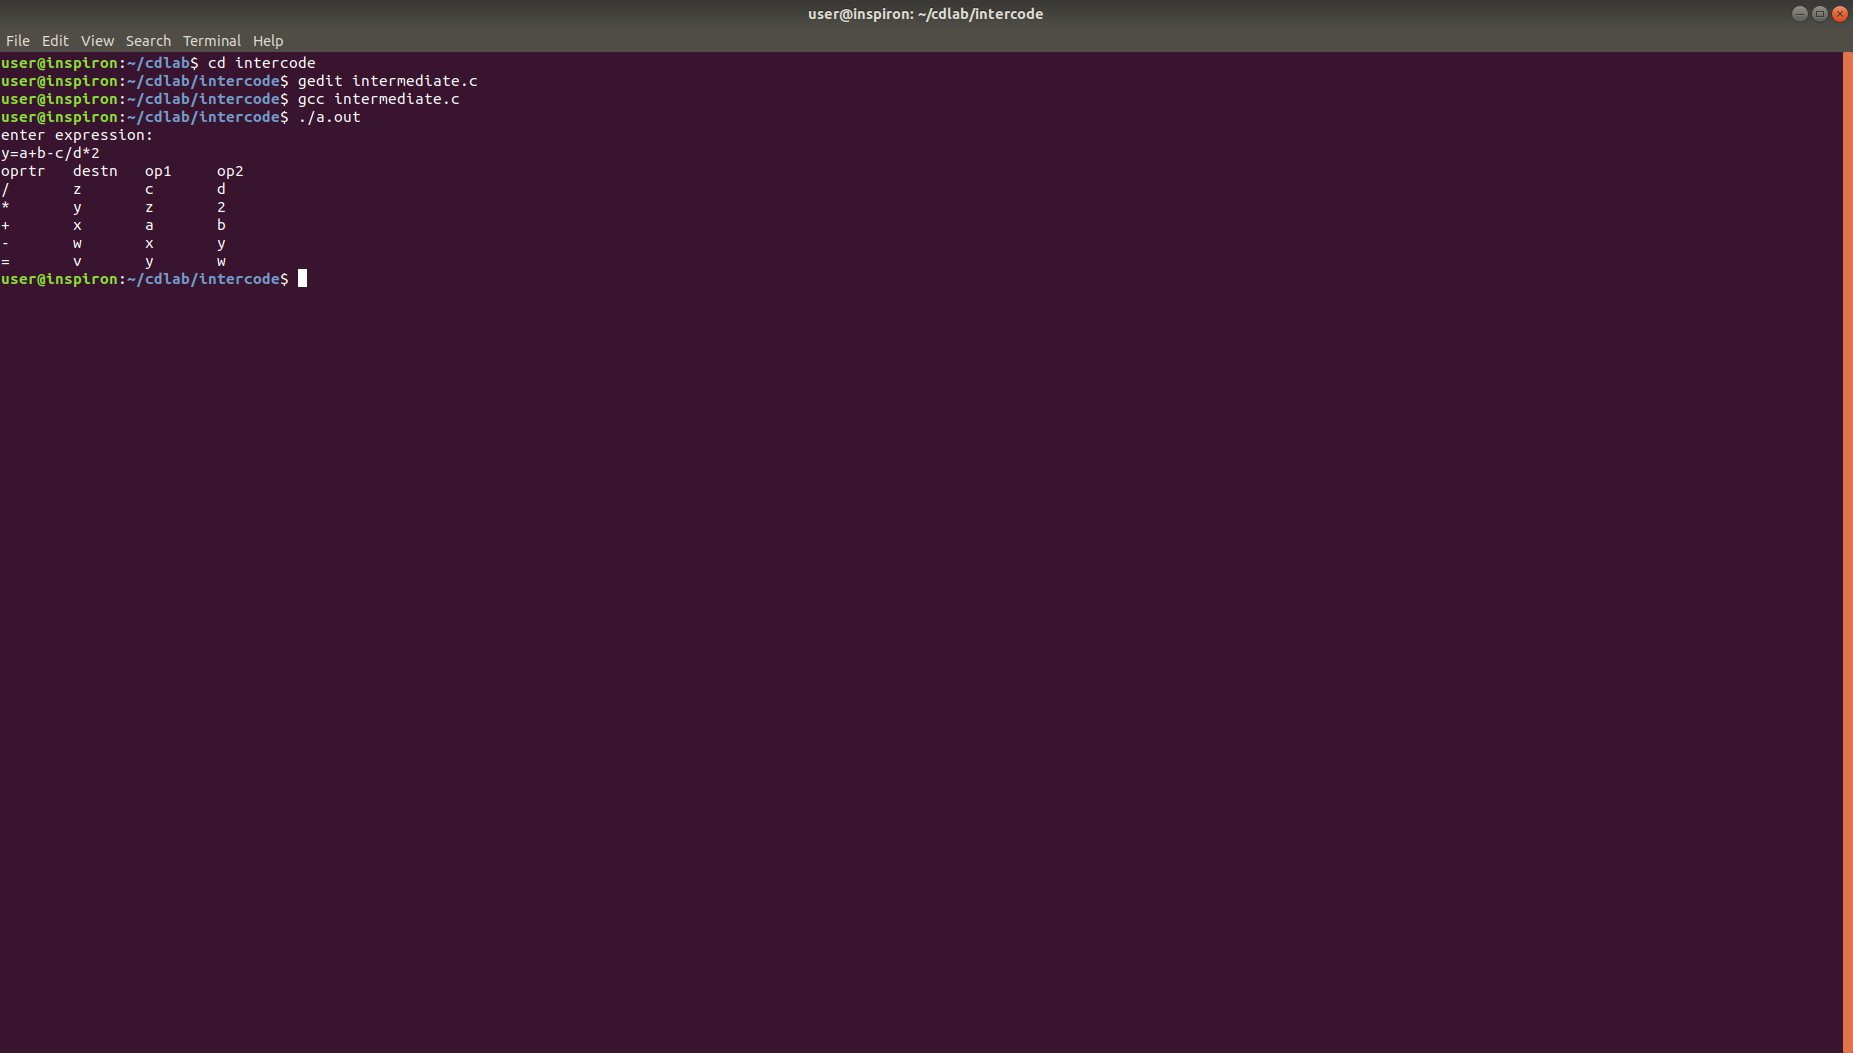 user@inspiron: ~/cdlab/intercode
File Edit View Search Terminal Help
user@inspiron:~/cdlab$ cd intercode
user@inspiron:~/cdlab/intercode$ gedit intermediate.c
user@inspiron:~/cdlab/intercode$ gcc intermediate.c
user@inspiron:~/cdlab/intercode$ ./a.out
enter expression:
y=a+b-c/d*2
oprtr   destn   op1     op2
/       z       c       d
*       y       z       2
+       x       a       b
-       w       x       y
=       v       y       w
user@inspiron:~/cdlab/intercode$